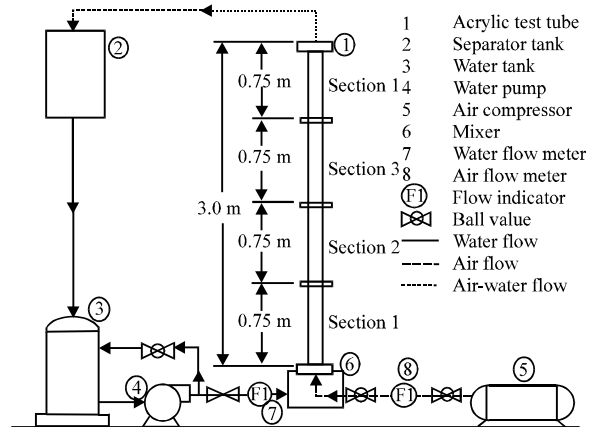 1 Acrylic test tube
2 Separator tank
3 Water tank
4 Water pump
5 Air compressor
6 Mixer
7 Water flow meter
8 Air flow meter
F1 Flow indicator
Ball value
Water flow
Air flow
Air-water flow
1
2
0.75 m
Section 1
0.75 m
Section 3
3.0 m
0.75 m
Section 2
0.75 m
Section 1
3
6
8
5
4
F1
7
F1